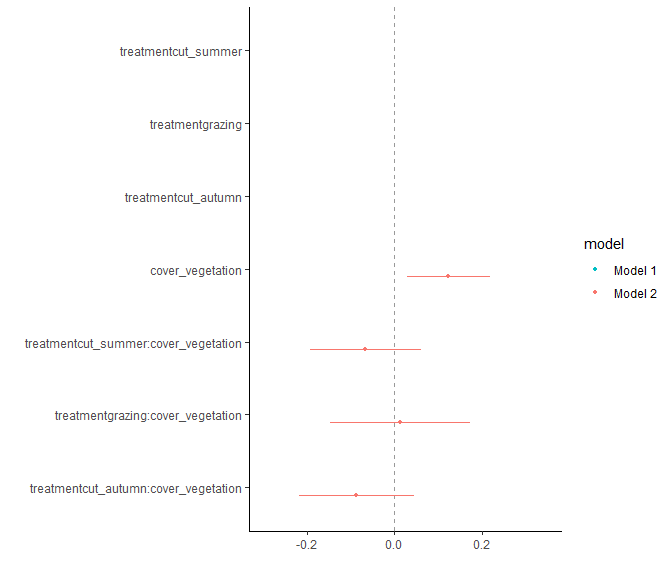 treatmentcut_summer
treatmentgrazing
treatmentcut_autumn
cover_vegetation
treatmentcut_summer:cover_vegetation
treatmentgrazing:cover_vegetation
treatmentcut_autumn:cover_vegetation
-0.2 0.0 0.2
model
Model 1
Model 2